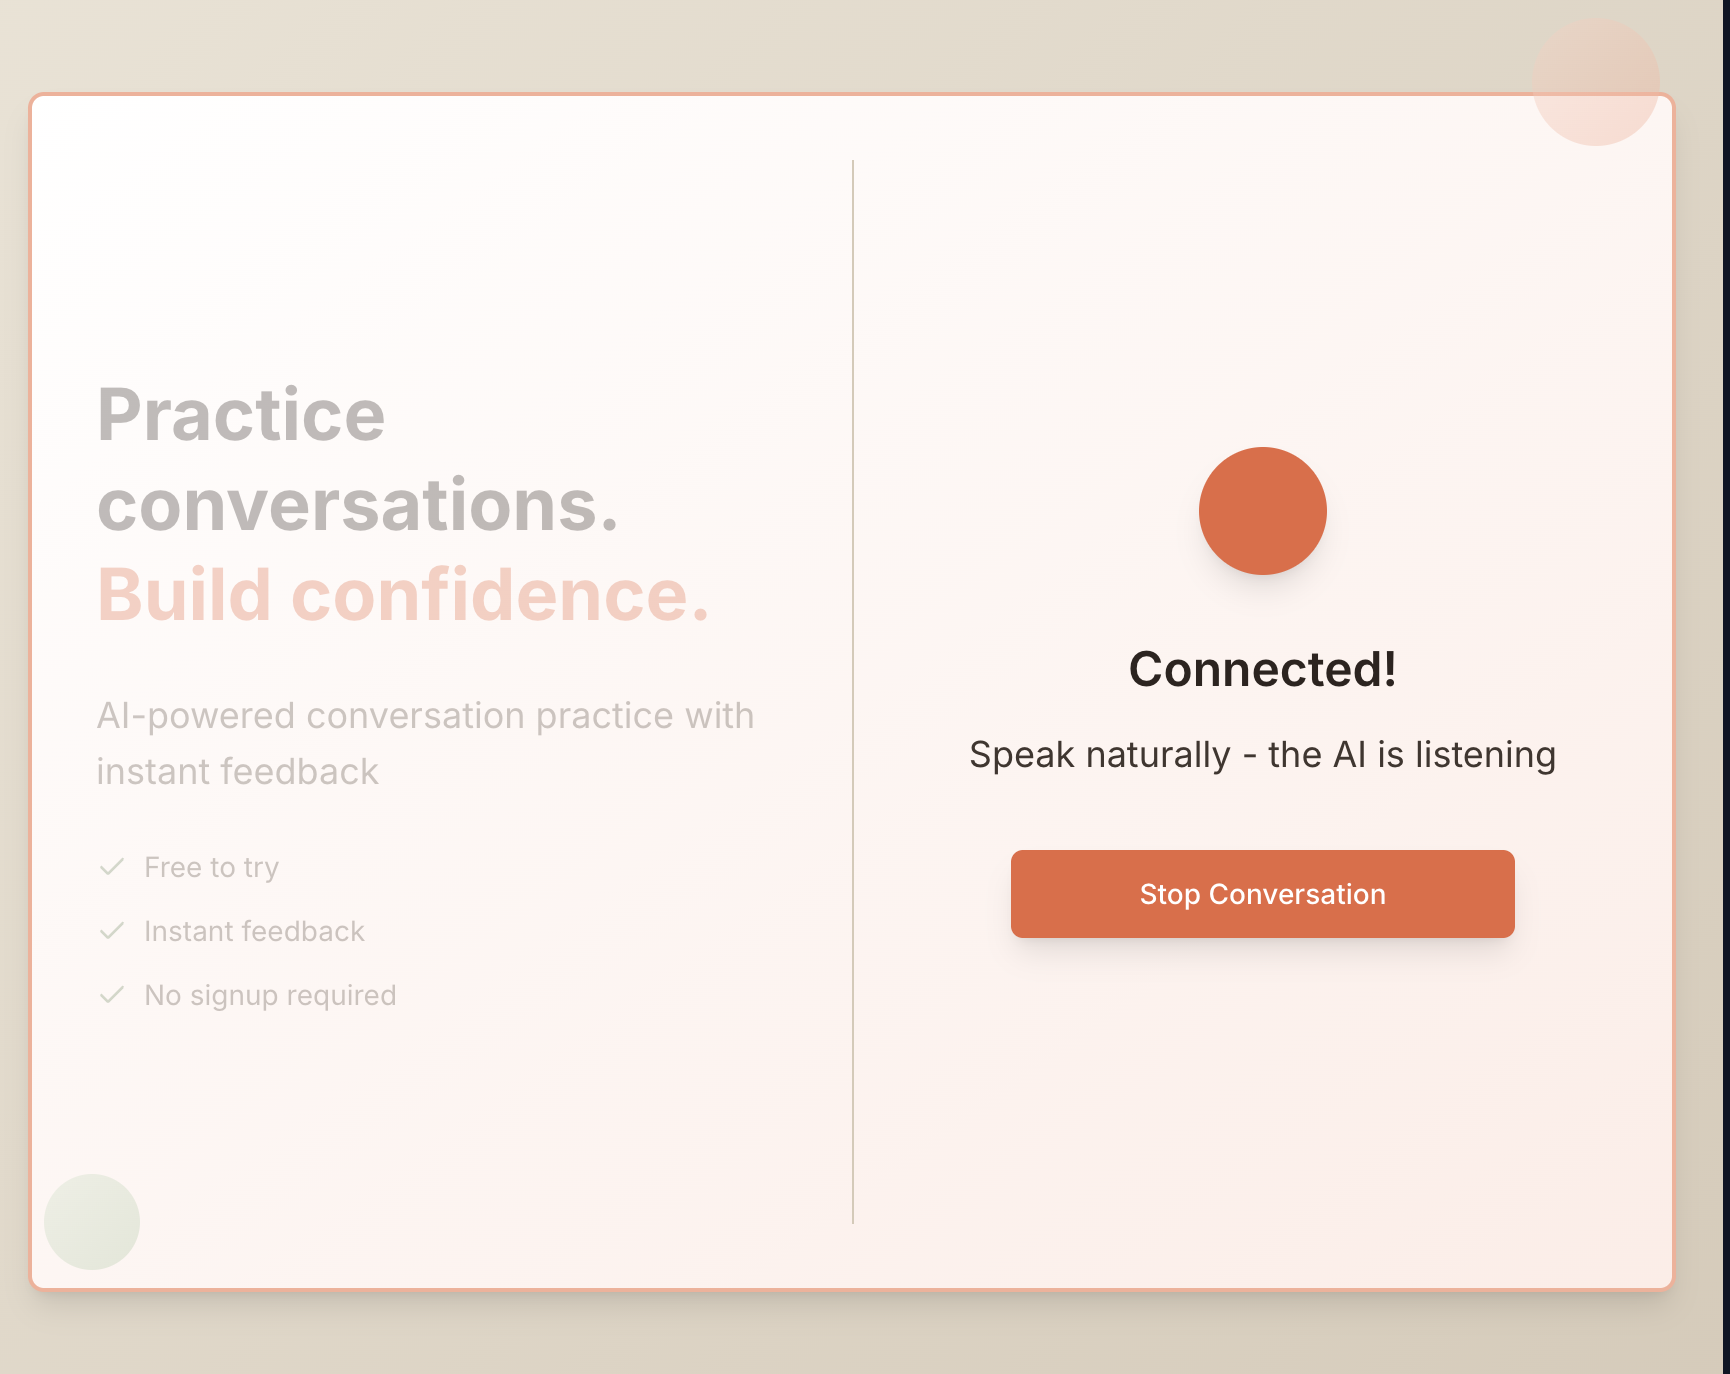 Practice
conversations.
Build confidence.
AI-powered conversation practice with
instant feedback
Free to try
Instant feedback
No signup required
Connected!
Speak naturally - the AI is listening
Stop Conversation